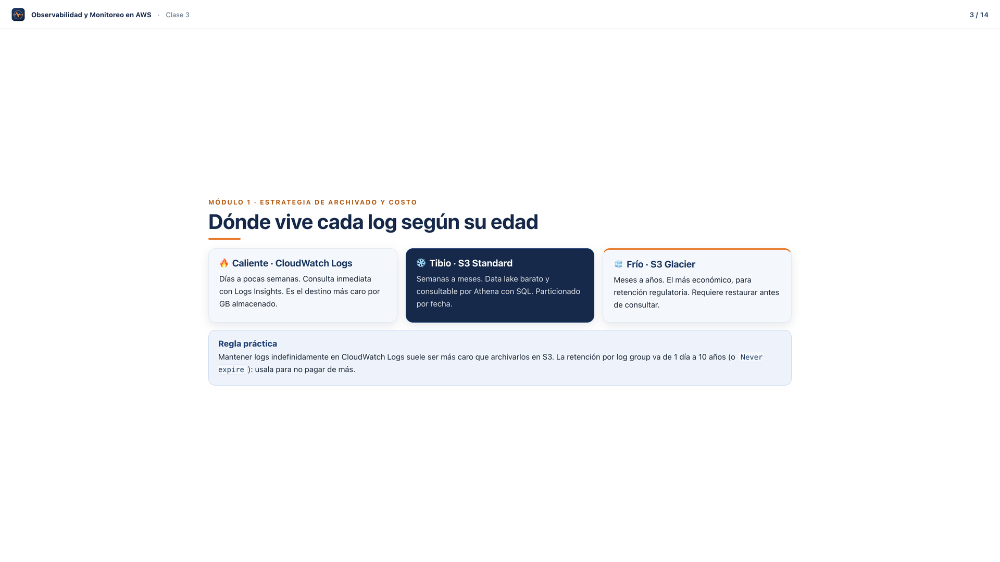 Observabilidad y Monitoreo en AWS · Clase 3
3 / 14
MÓDULO 1 · ESTRATEGIA DE ARCHIVADO Y COSTO
Dónde vive cada log según su edad
🔥 Caliente · CloudWatch Logs
Días a pocas semanas. Consulta inmediata
con Logs Insights. Es el destino más caro por
GB almacenado.
❄️ Tibio · S3 Standard
Semanas a meses. Data lake barato y
consultable por Athena con SQL. Particionado
por fecha.
🧊 Frío · S3 Glacier
Meses a años. El más económico, para
retención regulatoria. Requiere restaurar antes
de consultar.
Regla práctica
Mantener logs indefinidamente en CloudWatch Logs suele ser más caro que archivarlos en S3. La retención por log group va de 1 día a 10 años (o Never
expire ): usala para no pagar de más.